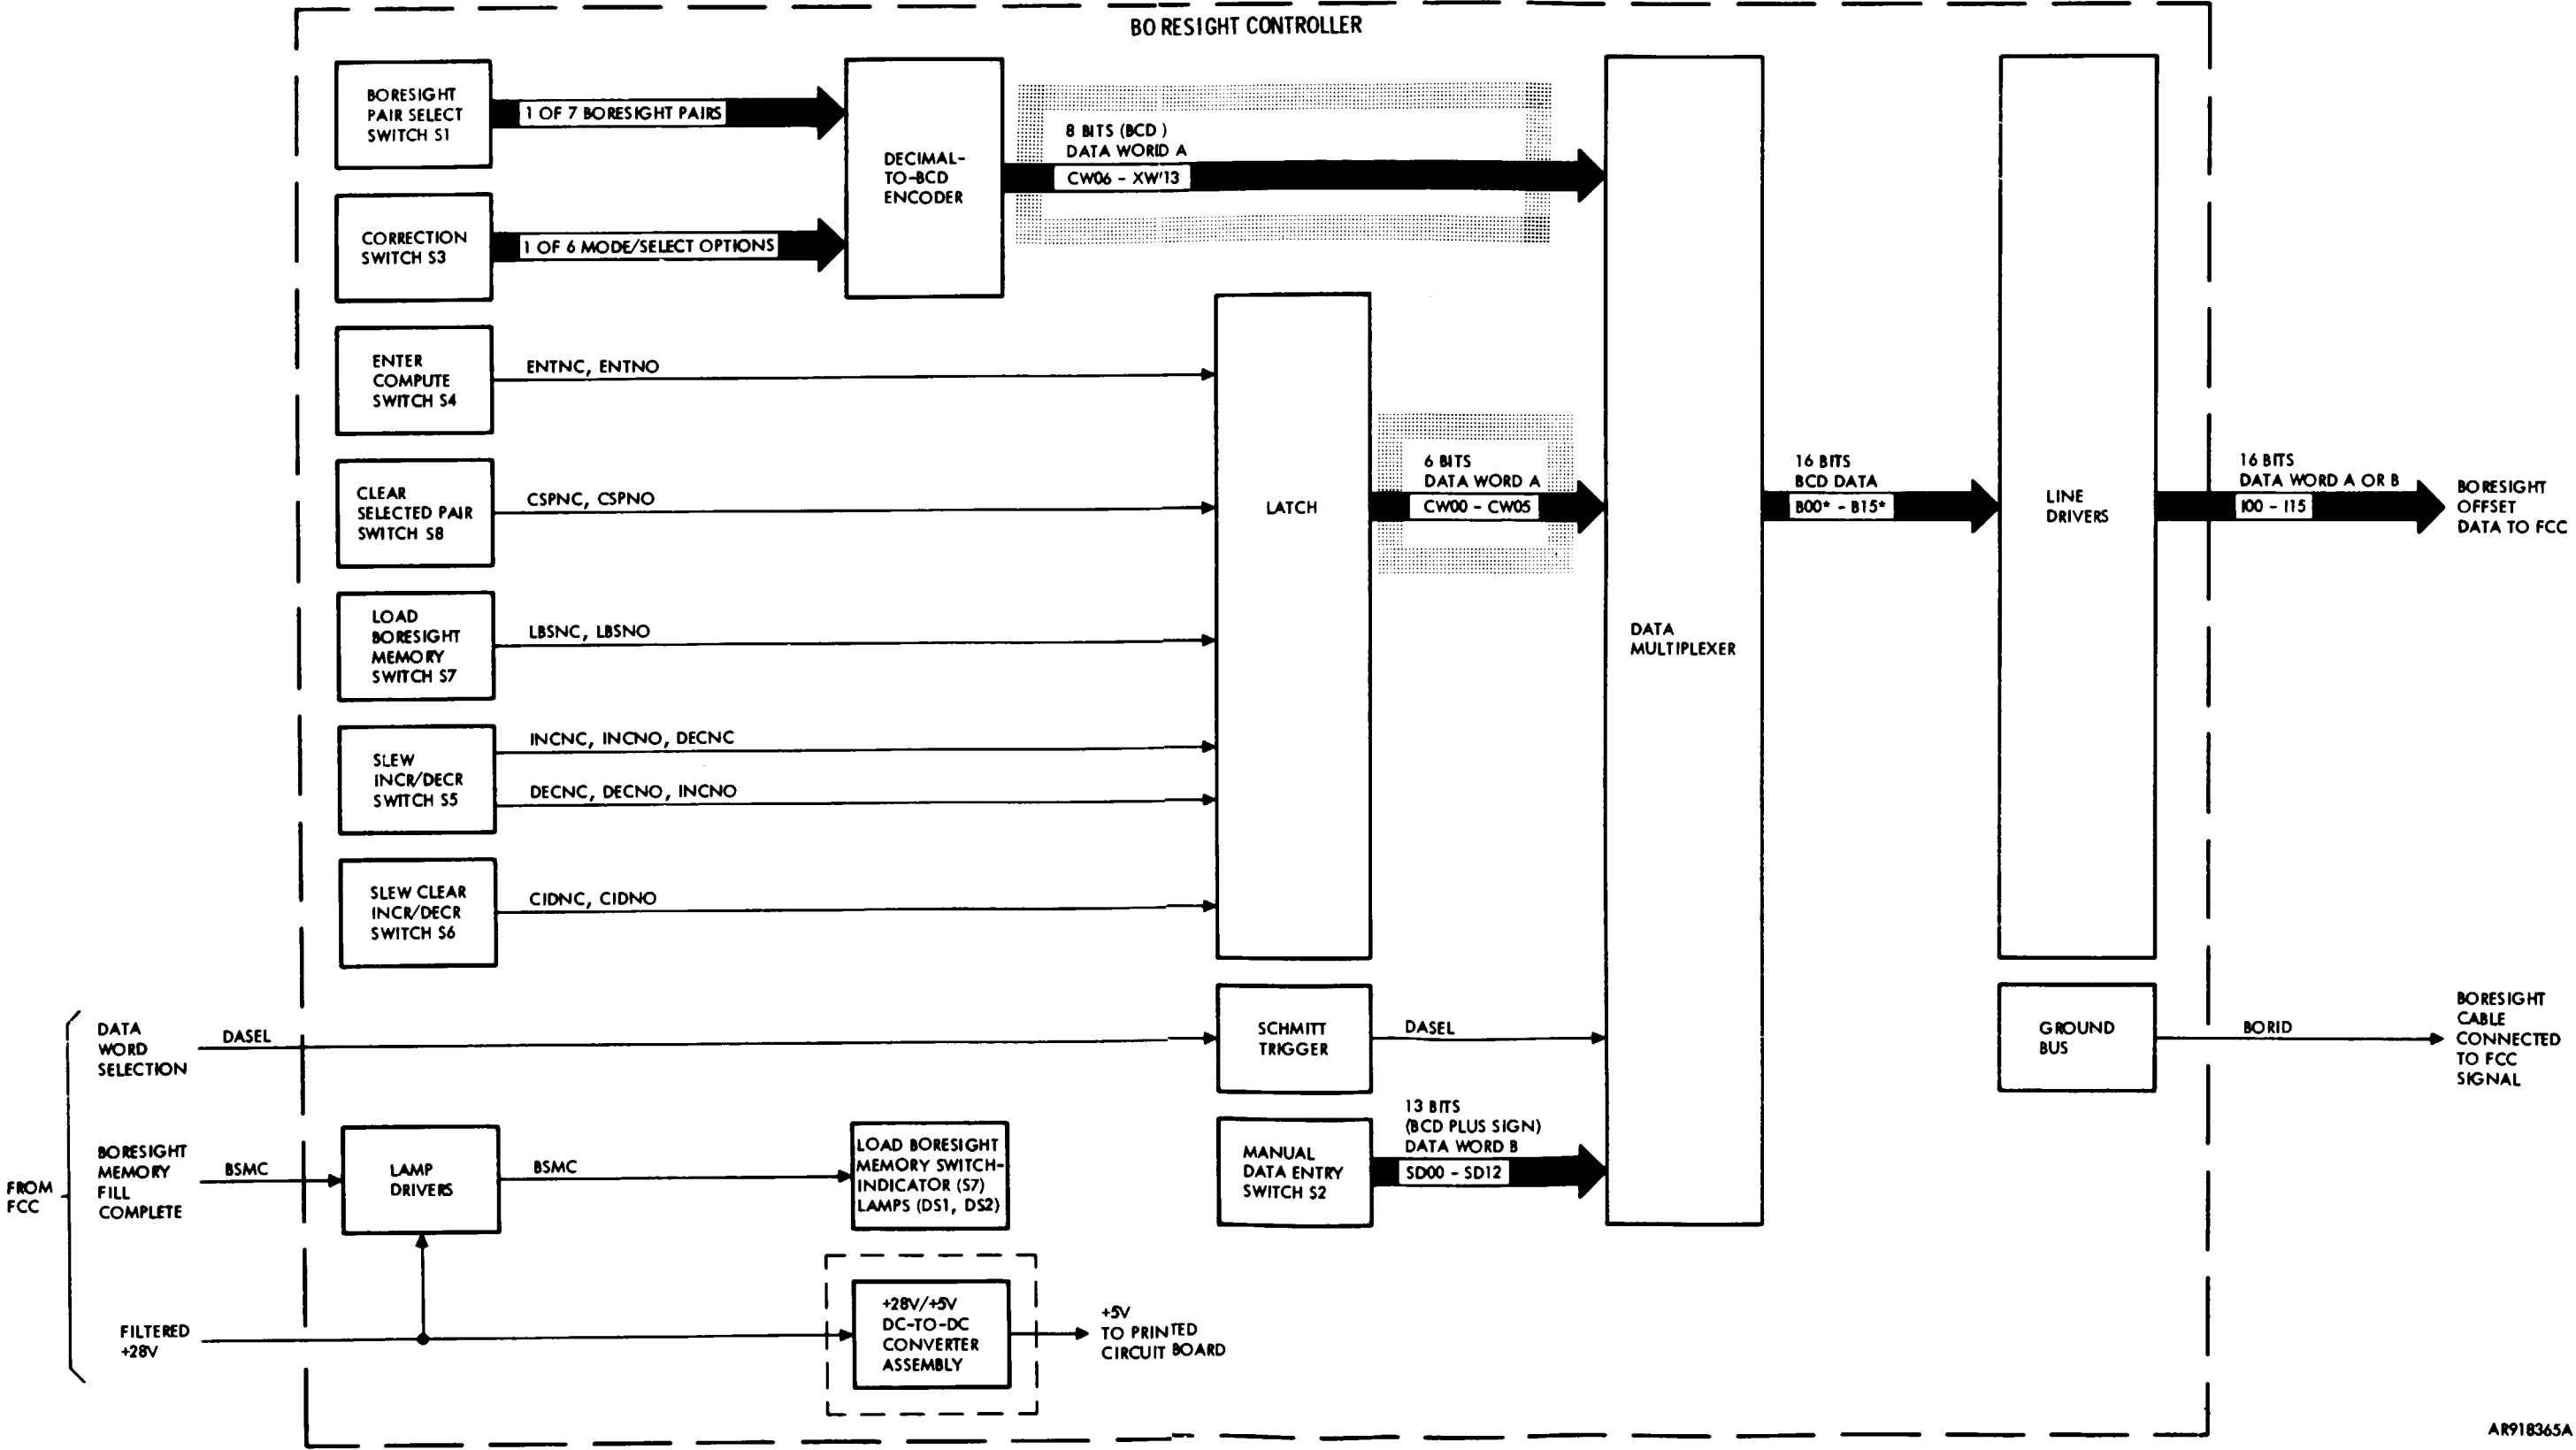 BORESIGHT CONTROLLER
BORESIGHT
PAIR SELECT
SWITCH S1
1 OF 7 BORESIGHT PAIRS
CORRECTION
SWITCH S3
1 OF 6 MODE/SELECT OPTIONS
DECIMAL-
TO-BCD
ENCODER
8 BITS (BCD )
DATA WORID A
CW06 - XW'13
ENTER
COMPUTE
SWITCH S4
ENTNC, ENTNO
CLEAR
SELECTED PAIR
SWITCH S8
CSPNC, CSPNO
LOAD
BORESIGHT
MEMORY
SWITCH S7
LBSNC, LBSNO
SLEW
INCR/DECR
SWITCH S5
INCNC, INCNO, DECNC
DECNC, DECNO, INCNO
SLEW CLEAR
INCR/DECR
SWITCH S6
CIDNC, CIDNO
LATCH
6 BITS
DATA WORD A
CW00 - CW05
DATA
MULTIPLEXER
16 BITS
BCD DATA
B00* - B15*
LINE
DRIVERS
16 BITS
DATA WORD A OR B
I00 - I15
BORESIGHT
OFFSET
DATA TO FCC
FROM
FCC
DATA
WORD
SELECTION
DASEL
SCHMITT
TRIGGER
DASEL
GROUND
BUS
BORID
BORESIGHT
CABLE
CONNECTED
TO FCC
SIGNAL
BORESIGHT
MEMORY
FILL
COMPLETE
BSMC
LAMP
DRIVERS
BSMC
LOAD BORESIGHT
MEMORY SWITCH-
INDICATOR (S7)
LAMPS (DS1, DS2)
MANUAL
DATA ENTRY
SWITCH S2
13 BITS
(BCD PLUS SIGN)
DATA WORD B
SD00 - SD12
FILTERED
+28V
+28V/+5V
DC-TO-DC
CONVERTER
ASSEMBLY
+5V
TO PRINTED
CIRCUIT BOARD
AR918365A